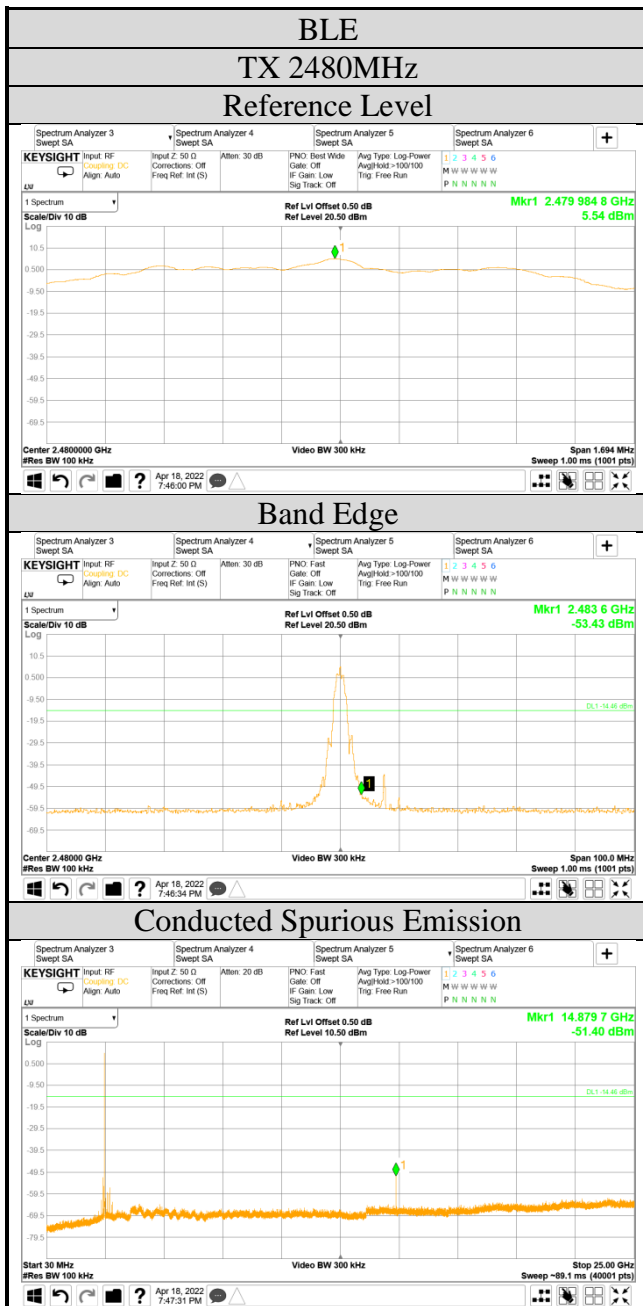 BLE
TX 2480MHz
Reference Level
Spectrum Analyzer 3 Spectrum Analyzer 4 Spectrum Analyzer 5 Spectrum Analyzer 6 +
Swept SA Swept SA Swept SA Swept SA
KEYSIGHT Input: RF Input Z: 50 Ω Atten: 30 dB PNO: Best Wide Avg Type: Log-Power 1 2 3 4 5 6
Coupling: DC Corrections: Off Gate: Off Avg|Hold:>100/100 M W W W W W
Align: Auto Freq Ref: Int (S) IF Gain: Low Trig: Free Run
Sig Track: Off P N N N N N
1 Spectrum Ref Lvl Offset 0.50 dB Mkr1 2.479 984 8 GHz
Scale/Div 10 dB Ref Level 20.50 dBm 5.54 dBm
Log
10.5
1
0.500
-9.50
-19.5
-29.5
-39.5
-49.5
-59.5
-69.5
Center 2.4800000 GHz Video BW 300 kHz Span 1.694 MHz
#Res BW 100 kHz Sweep 1.00 ms (1001 pts)
? Apr 18, 2022
7:46:00 PM
Band Edge
Spectrum Analyzer 3 Spectrum Analyzer 4 Spectrum Analyzer 5 Spectrum Analyzer 6 +
Swept SA Swept SA Swept SA Swept SA
KEYSIGHT Input: RF Input Z: 50 Ω Atten: 30 dB PNO: Fast Avg Type: Log-Power 1 2 3 4 5 6
Coupling: DC Corrections: Off Gate: Off Avg|Hold:>100/100 M W W W W W
Align: Auto Freq Ref: Int (S) IF Gain: Low Trig: Free Run
Sig Track: Off P N N N N N
1 Spectrum Ref Lvl Offset 0.50 dB Mkr1 2.483 6 GHz
Scale/Div 10 dB Ref Level 20.50 dBm -53.43 dBm
Log
10.5
0.500
-9.50
DL1 -14.46 dBm
-19.5
-29.5
-39.5
-49.5
1
-59.5
-69.5
Center 2.48000 GHz Video BW 300 kHz Span 100.0 MHz
#Res BW 100 kHz Sweep 1.00 ms (1001 pts)
? Apr 18, 2022
7:46:34 PM
Conducted Spurious Emission
Spectrum Analyzer 3 Spectrum Analyzer 4 Spectrum Analyzer 5 Spectrum Analyzer 6 +
Swept SA Swept SA Swept SA Swept SA
KEYSIGHT Input: RF Input Z: 50 Ω Atten: 20 dB PNO: Fast Avg Type: Log-Power 1 2 3 4 5 6
Coupling: DC Corrections: Off Gate: Off Avg|Hold:>100/100 M W W W W W
Align: Auto Freq Ref: Int (S) IF Gain: Low Trig: Free Run
Sig Track: Off P N N N N N
1 Spectrum Ref Lvl Offset 0.50 dB Mkr1 14.879 7 GHz
Scale/Div 10 dB Ref Level 10.50 dBm -51.40 dBm
Log
0.500
-9.50
DL1 -14.46 dBm
-19.5
-29.5
-39.5
1
-49.5
-59.5
-69.5
-79.5
Start 30 MHz Video BW 300 kHz Stop 25.00 GHz
#Res BW 100 kHz Sweep ~89.1 ms (40001 pts)
? Apr 18, 2022
7:47:31 PM